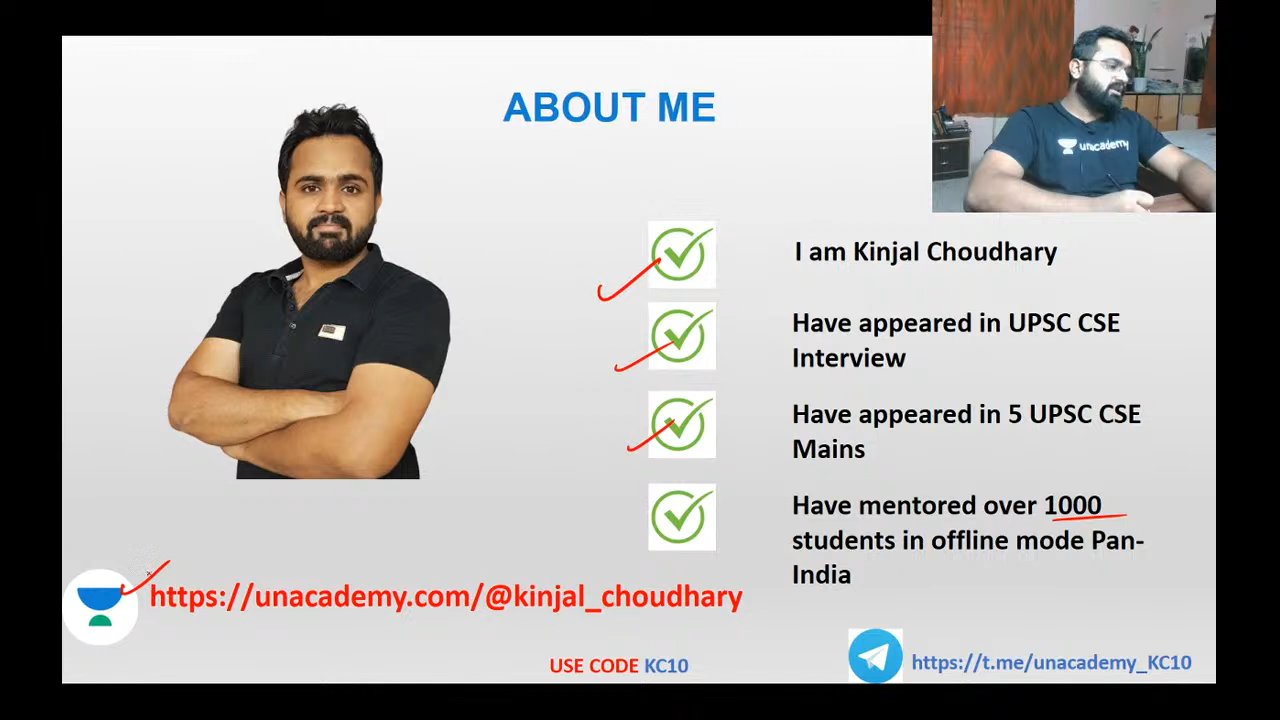 ABOUT ME
unacademy
I am Kinjal Choudhary
Have appeared in UPSC CSE
Interview
Have appeared in 5 UPSC CSE
Mains
Have mentored over 1000
students in offline mode Pan-
India
https://unacademy.com/@kinjal_choudhary
USE CODE KC10
https://t.me/unacademy_KC10